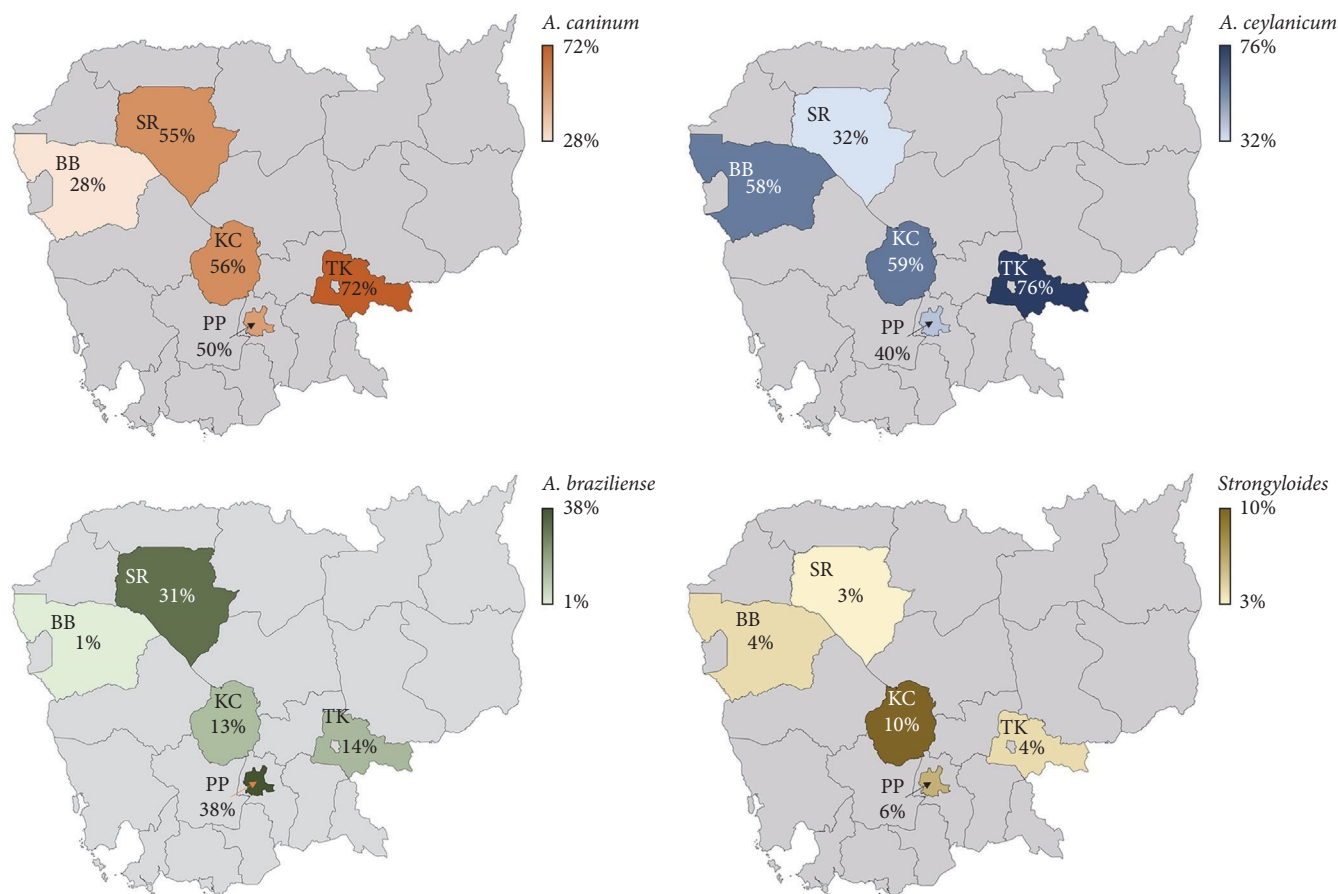 A. caninum
72%
28%
SR
55%
BB
28%
KC
56%
TK
72%
PP
50%
A. ceylanicum
76%
32%
SR
32%
BB
58%
KC
59%
TK
76%
PP
40%
A. braziliense
38%
1%
SR
31%
BB
1%
KC
13%
TK
14%
PP
38%
Strongyloides
10%
3%
SR
3%
BB
4%
KC
10%
TK
4%
PP
6%